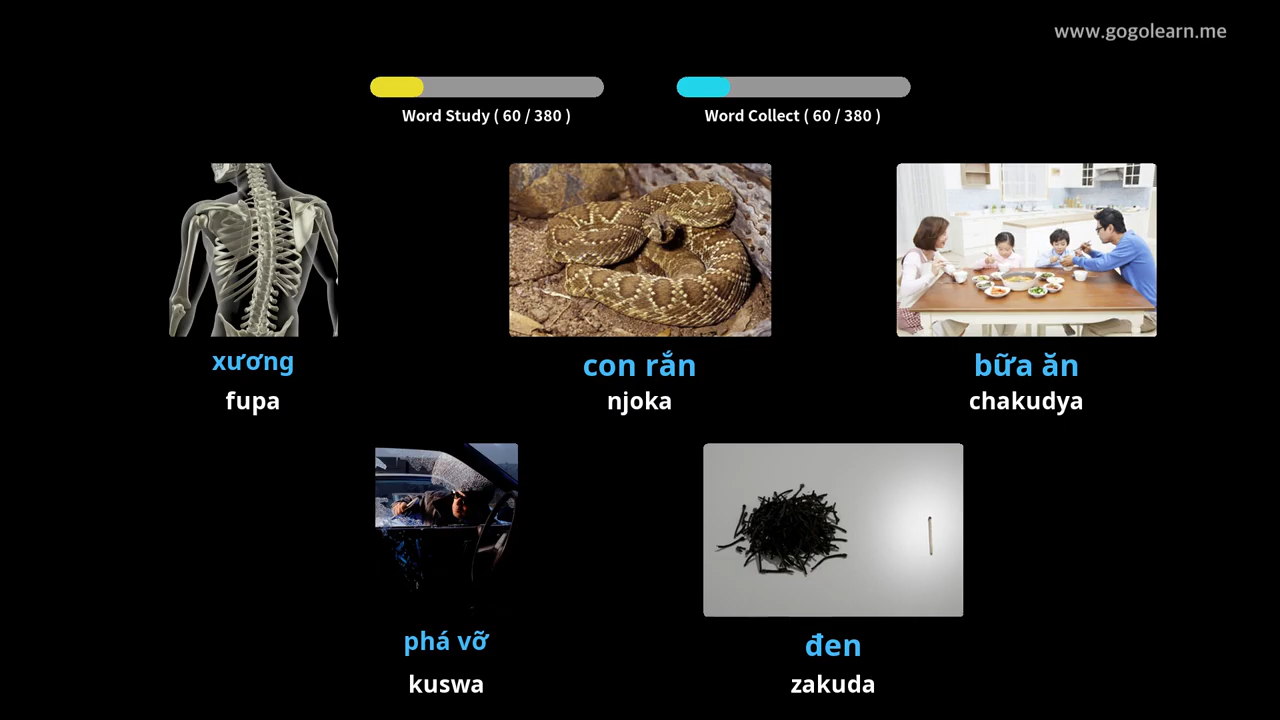 www.gogolearn.me
Word Study ( 60 / 380 )
Word Collect ( 60 / 380 )
xương
fupa
con rắn
njoka
bữa ăn
chakudya
phá vỡ
kuswa
đen
zakuda